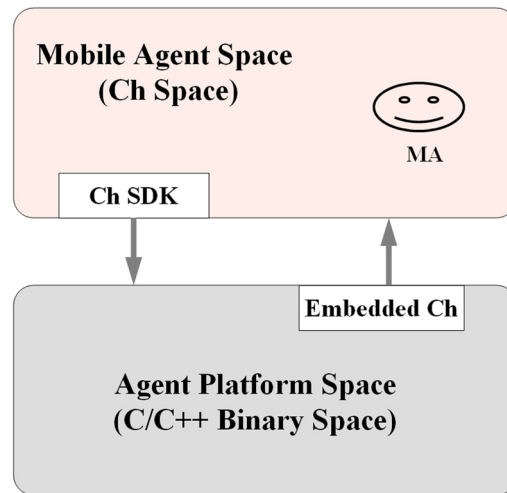 Mobile Agent Space
(Ch Space)
MA
Ch SDK
Embedded Ch
Agent Platform Space
(C/C++ Binary Space)